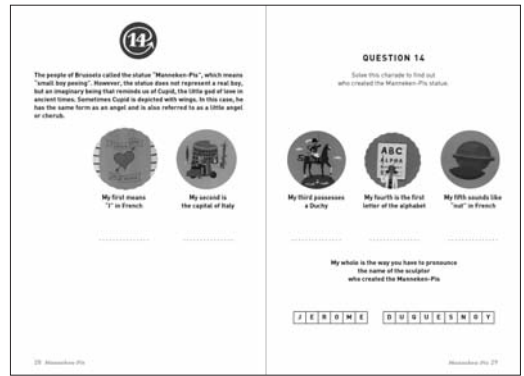 14
The people of Brussels called the statue "Manneken-Pis", which means
"small boy peeing". However, the statue does not represent a real boy,
but an imaginary being that reminds us of Cupid, the little god of love in
ancient times. Sometimes Cupid is depicted with wings. In this case, he
has the same form as an angel and is also referred to as a little angel
or cherub.
My first means
"I" in French
My second is
the capital of Italy
28 Manneken-Pis
QUESTION 14
Solve this charade to find out
who created the Manneken-Pis statue.
ABC
ALPHA
My third possesses
a Duchy
My fourth is the first
letter of the alphabet
My fifth sounds like
"nut" in French
My whole is the way you have to pronounce
the name of the sculptor
who created the Manneken-Pis
JEROME DUQUESNOY
Manneken-Pis 29